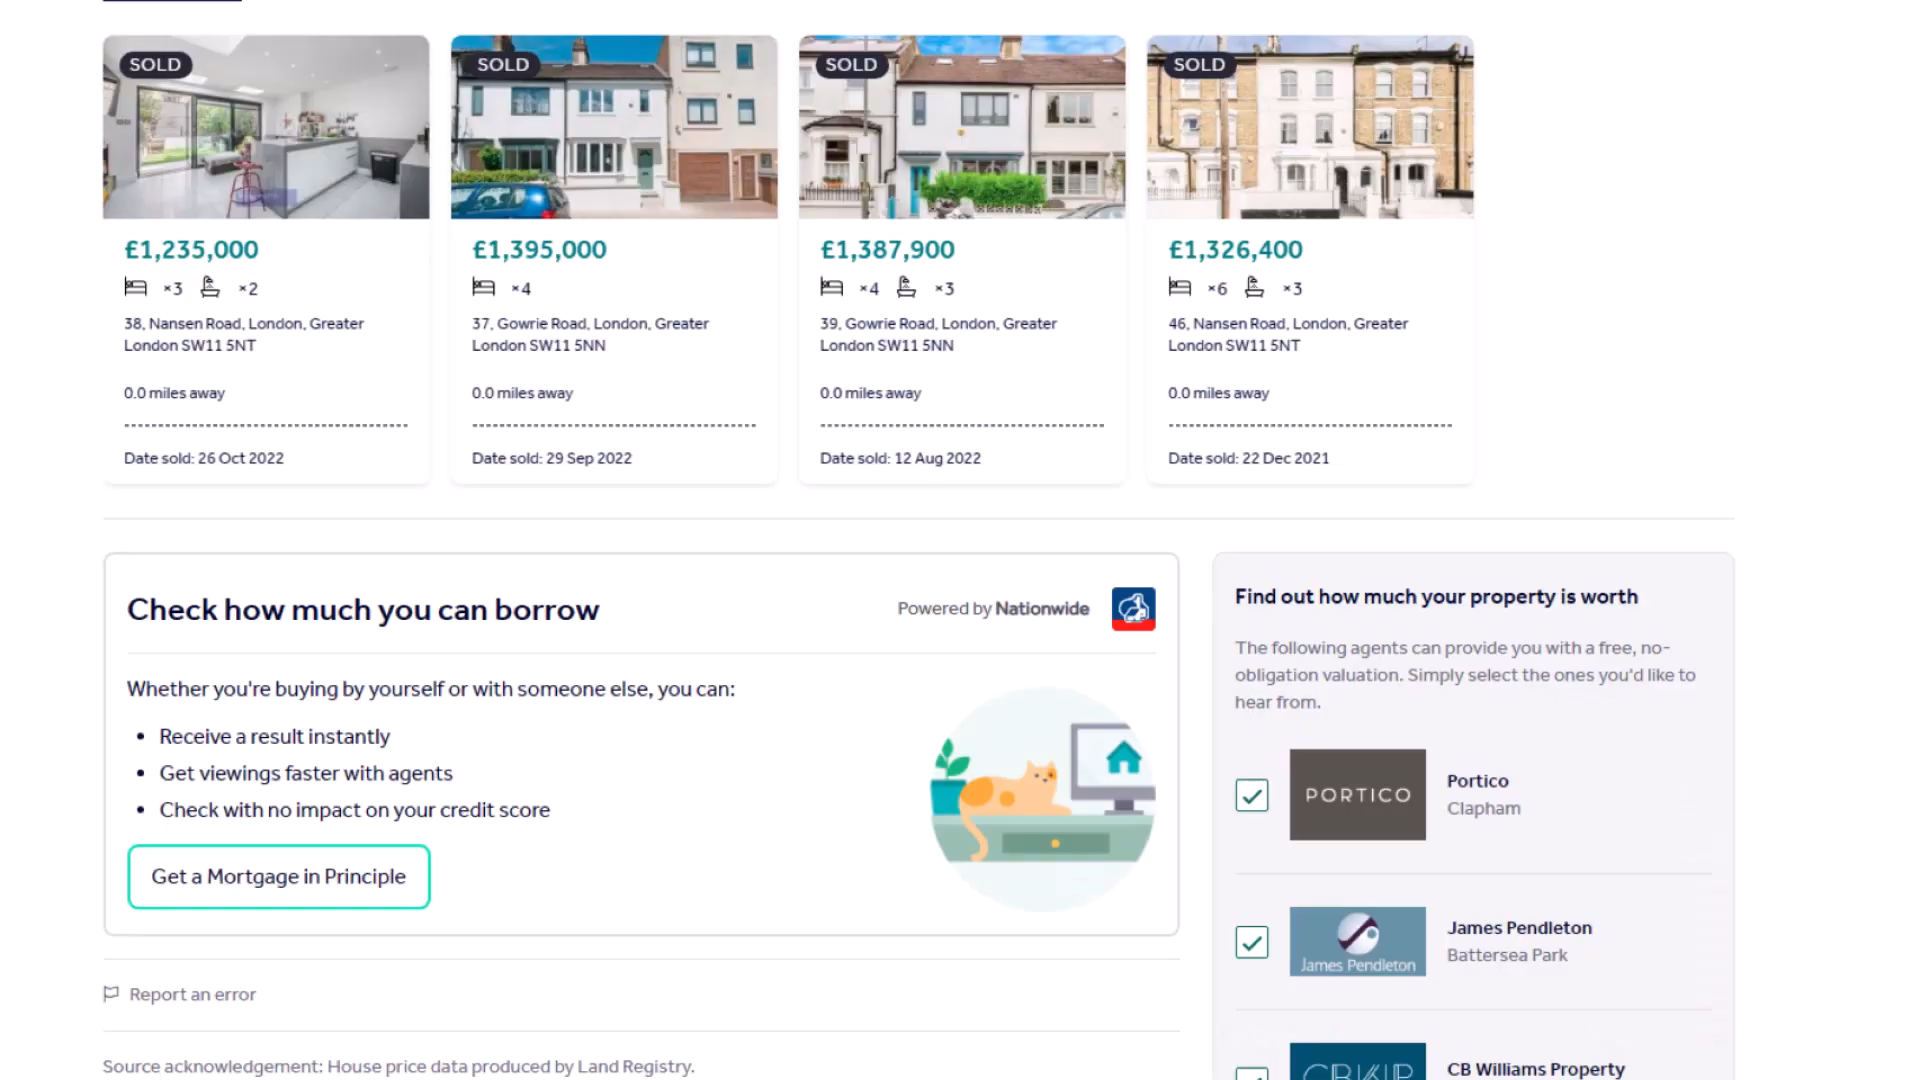 SOLD
£1,235,000
×3 ×2
38, Nansen Road, London, Greater
London SW11 5NT
0.0 miles away
Date sold: 26 Oct 2022
SOLD
£1,395,000
×4
37, Gowrie Road, London, Greater
London SW11 5NN
0.0 miles away
Date sold: 29 Sep 2022
SOLD
£1,387,900
×4 ×3
39, Gowrie Road, London, Greater
London SW11 5NN
0.0 miles away
Date sold: 12 Aug 2022
SOLD
£1,326,400
×6 ×3
46, Nansen Road, London, Greater
London SW11 5NT
0.0 miles away
Date sold: 22 Dec 2021
Check how much you can borrow
Powered by Nationwide
Whether you're buying by yourself or with someone else, you can:
• Receive a result instantly
• Get viewings faster with agents
• Check with no impact on your credit score
Get a Mortgage in Principle
Report an error
Source acknowledgement: House price data produced by Land Registry.
Find out how much your property is worth
The following agents can provide you with a free, no-
obligation valuation. Simply select the ones you'd like to
hear from.
PORTICO
Portico
Clapham
James Pendleton
James Pendleton
Battersea Park
CB Williams Property